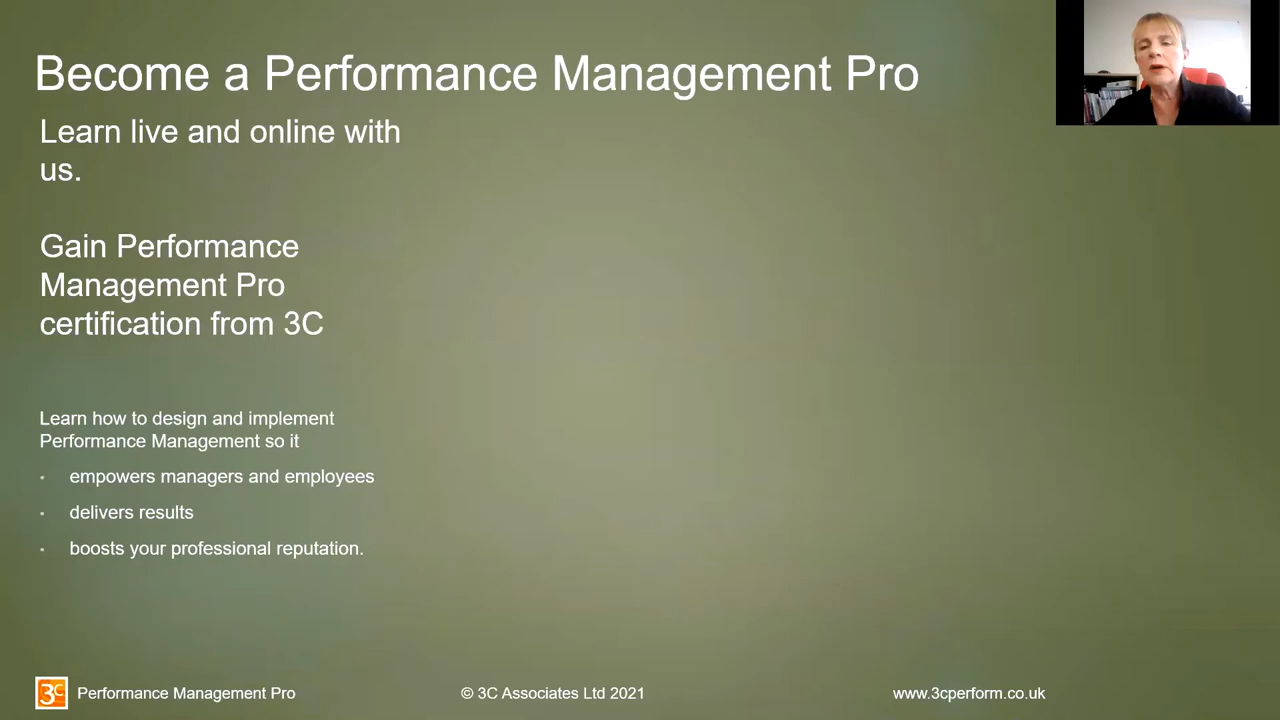 Become a Performance Management Pro
Learn live and online with
us.
Gain Performance
Management Pro
certification from 3C
Learn how to design and implement
Performance Management so it
• empowers managers and employees
• delivers results
• boosts your professional reputation.
3C Performance Management Pro
© 3C Associates Ltd 2021
www.3cperform.co.uk